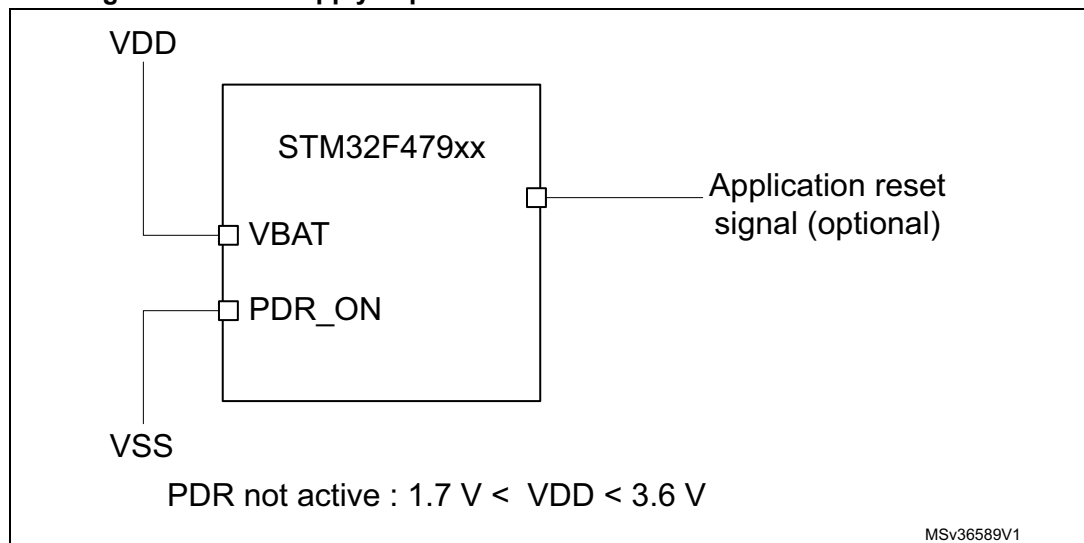 VDD
STM32F479xx
Application reset
signal (optional)
VBAT
PDR_ON
VSS
PDR not active : 1.7 V < VDD < 3.6 V
MSv36589V1